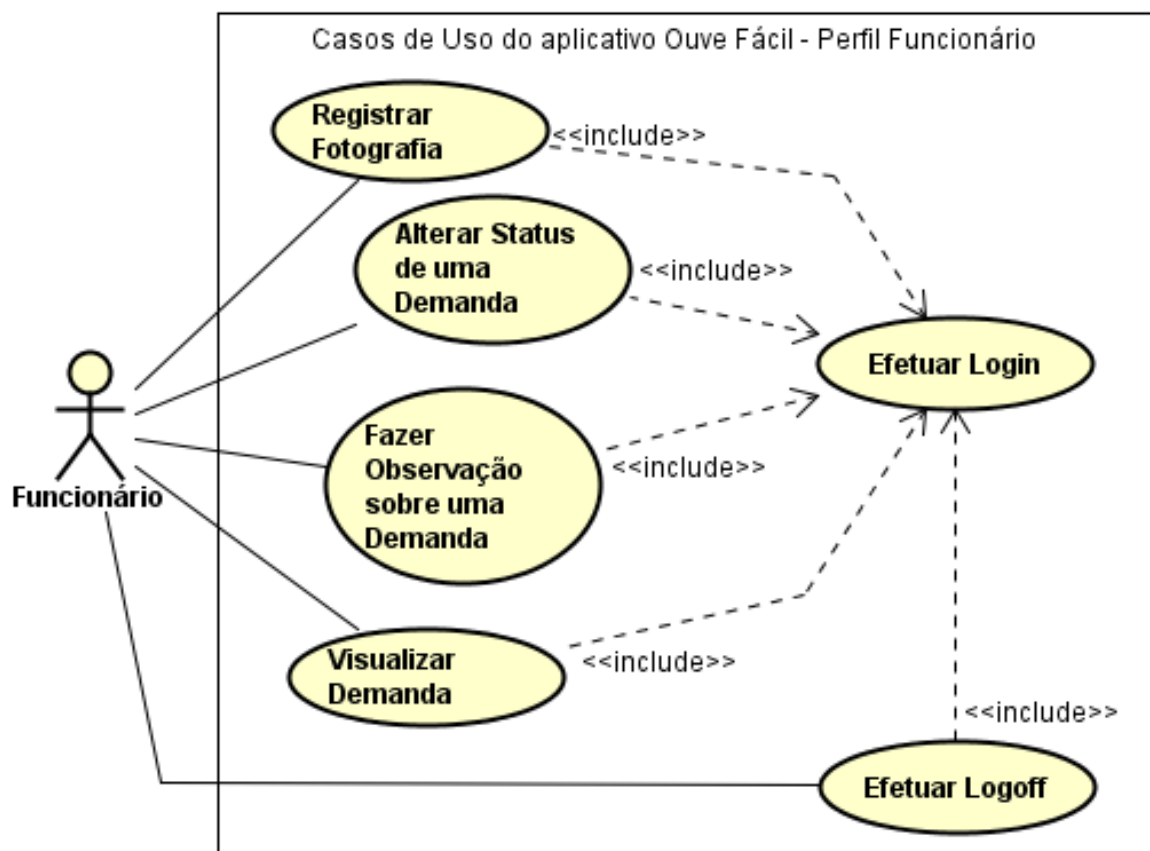 Casos de Uso do aplicativo Ouve Fácil - Perfil Funcionário
Registrar
Fotografia
<<include>>
Alterar Status
de uma
Demanda
<<include>>
Efetuar Login
Funcionário
Fazer
Observação
sobre uma
Demanda
<<include>>
Visualizar
Demanda
<<include>>
<<include>>
Efetuar Logoff